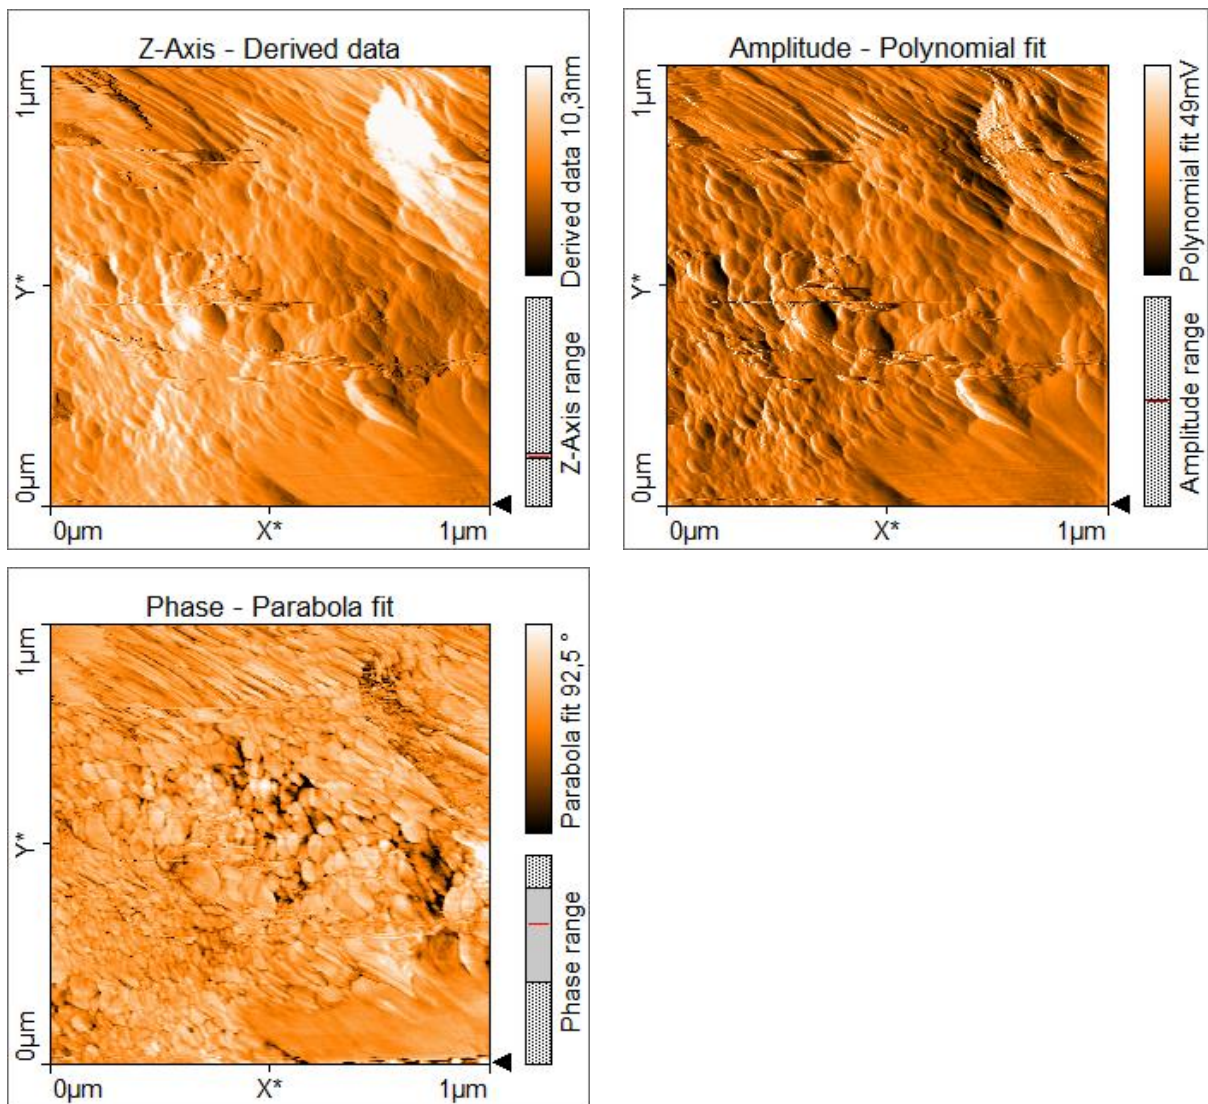 Z-Axis - Derived data
1µm
Y*
0µm
0µm
X*
1µm
Derived data 10,3nm
Z-Axis range
Amplitude - Polynomial fit
1µm
Y*
0µm
0µm
X*
1µm
Polynomial fit 49mV
Amplitude range
Phase - Parabola fit
1µm
Y*
0µm
0µm
X*
1µm
Parabola fit 92,5 °
Phase range